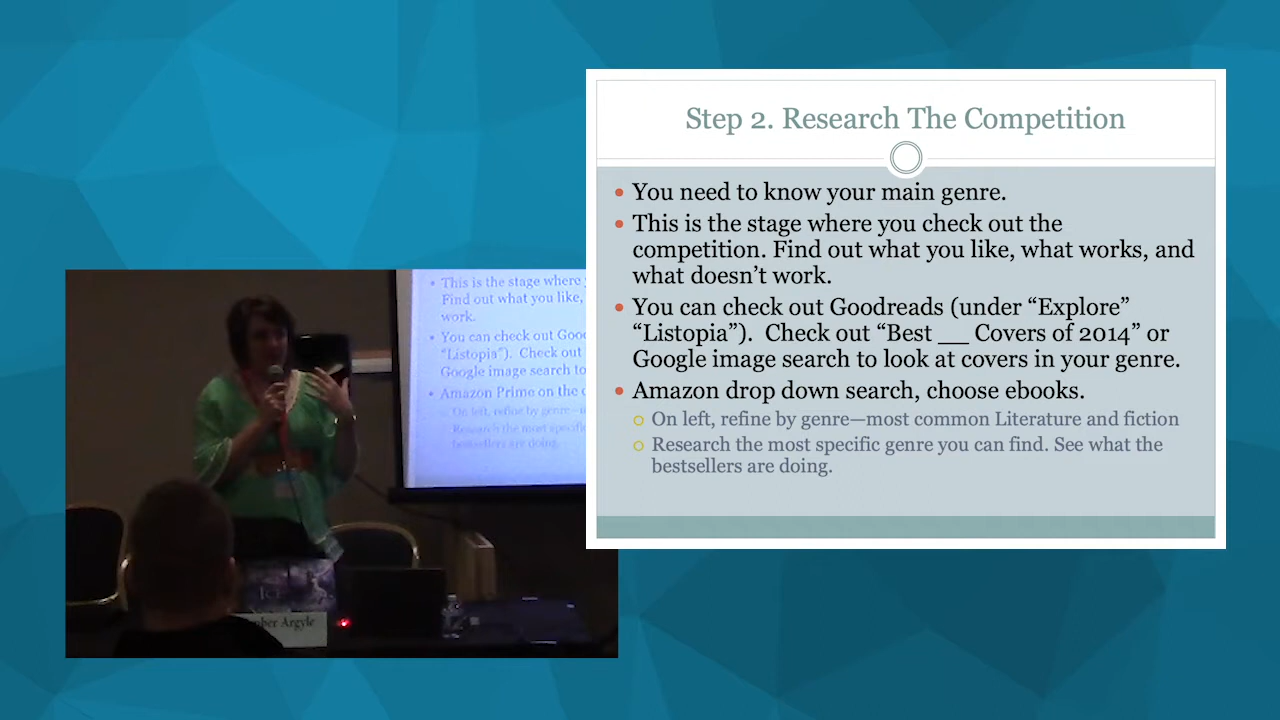 Step 2. Research The Competition
You need to know your main genre.
This is the stage where you check out the
competition. Find out what you like, what works, and
what doesn’t work.
You can check out Goodreads (under “Explore”
“Listopia”).  Check out “Best __ Covers of 2014” or
Google image search to look at covers in your genre.
Amazon drop down search, choose ebooks.
On left, refine by genre—most common Literature and fiction
Research the most specific genre you can find. See what the
bestsellers are doing.
This is the stage where
Find out what you like,
work.
You can check out
“Listopia”). Check out
Google image search to
Amazon Prime on the
On left, refine by genre—
Research the most
bestsellers are doing.
Argyle